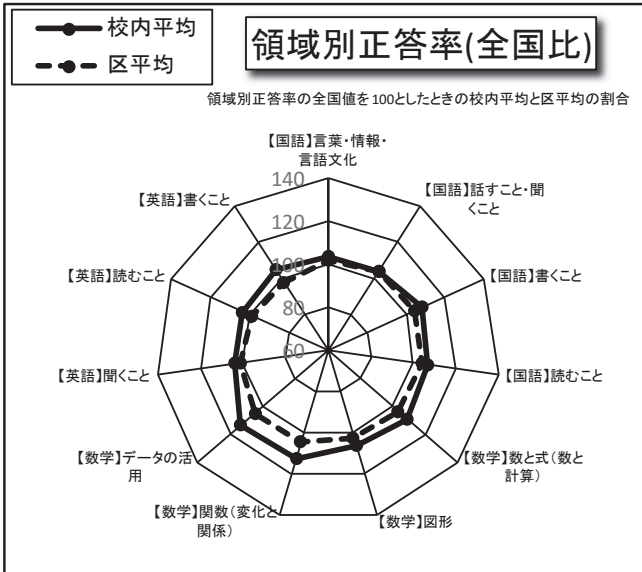 校内平均
区平均
領域別正答率(全国比)
領域別正答率の全国値を100としたときの校内平均と区平均の割合
【国語】言葉・情報・
言語文化
【国語】話すこと・聞
くこと
【国語】書くこと
【国語】読むこと
【数学】数と式(数と
計算)
【数学】図形
【数学】関数(変化と
関係)
【数学】データの活
用
【英語】聞くこと
【英語】読むこと
【英語】書くこと
140
120
100
80
60